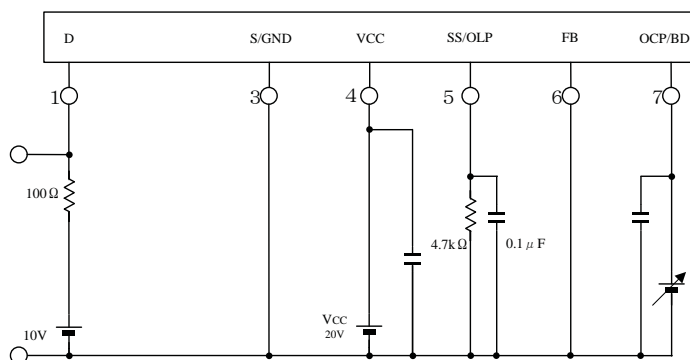 D S/GND VCC SS/OLP FB OCP/BD
1 3 4 5 6 7
100Ω
4.7kΩ 0.1μF
10V
VCC
20V